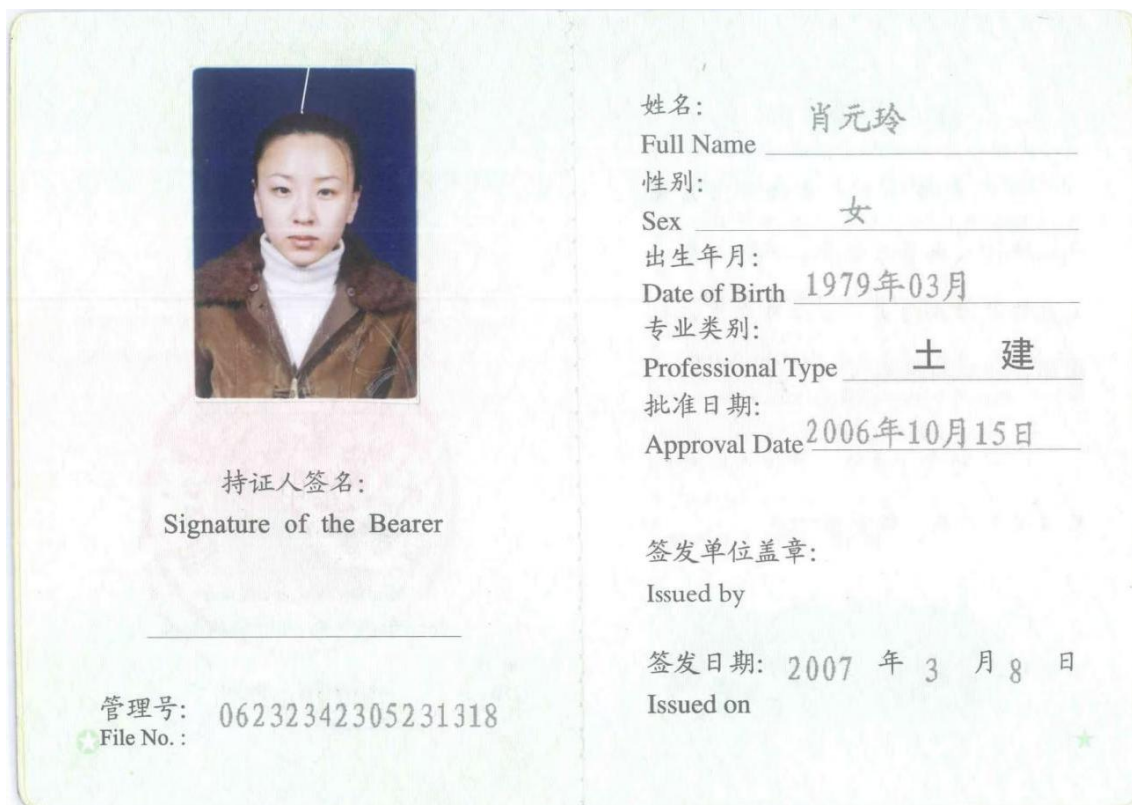 持证人签名:
Signature of the Bearer
管理号: 06232342305231318
File No. :
姓名: 肖元玲
Full Name
性别: 女
Sex
出生年月:
Date of Birth 1979年03月
专业类别:
Professional Type 土 建
批准日期:
Approval Date 2006年10月15日
签发单位盖章:
Issued by
签发日期: 2007 年 3 月 8 日
Issued on